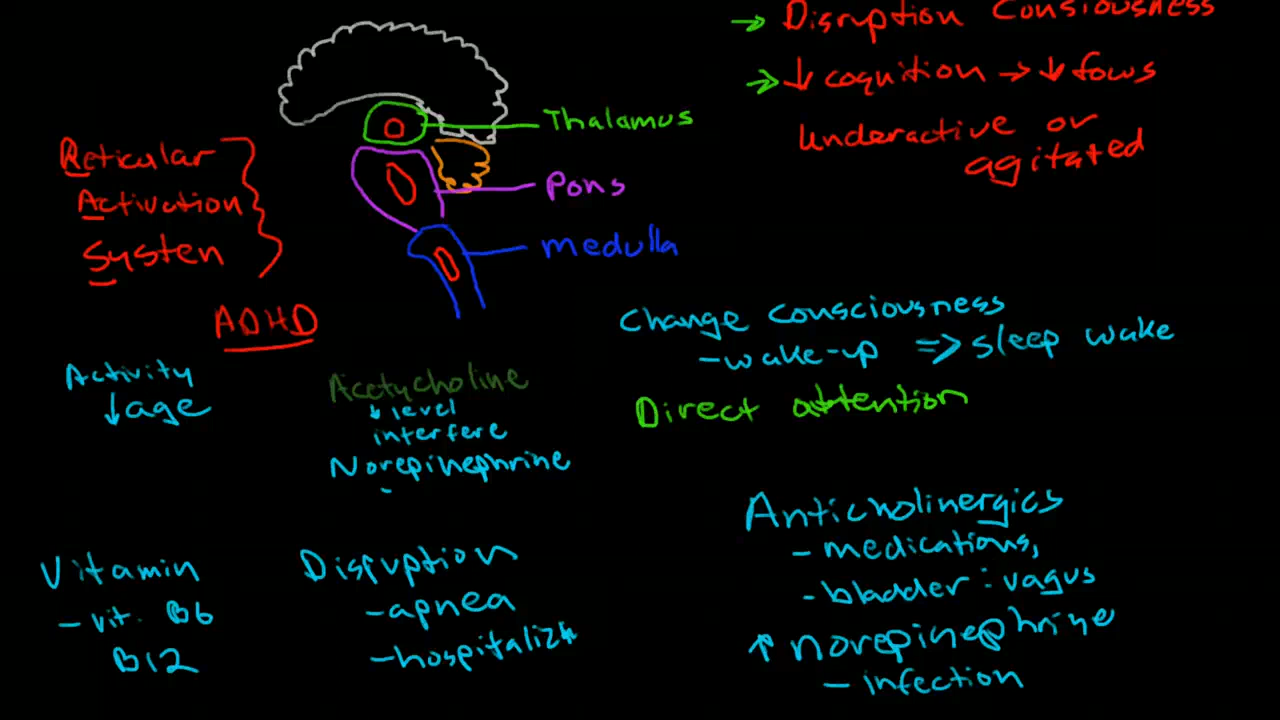 → Disruption Consiousness
→ ↓ cognition → ↓ focus
Underactive or
agitated
Thalamus
Pons
medulla
Reticular
Activation
System
ADHD
Activity
↓ age
Acetycholine
↓ level
interfere
Norepinephrine
Change consciousness
- wake-up => sleep wake
Direct attention
Vitamin
- vit. B6
B12
Disruption
- apnea
- hospitaliz
Anticholinergics
- medications,
- bladder : vagus
↑ norepinephrine
- infection